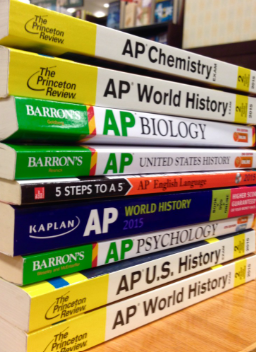 The Princeton Review AP Chemistry
The Princeton Review AP World History
BARRON'S AP BIOLOGY
BARRON'S AP UNITED STATES HISTORY
5 STEPS TO A 5 AP English Language
KAPLAN AP WORLD HISTORY 2015
BARRON'S AP PSYCHOLOGY
The Princeton Review AP U.S. History
The Princeton Review AP World History